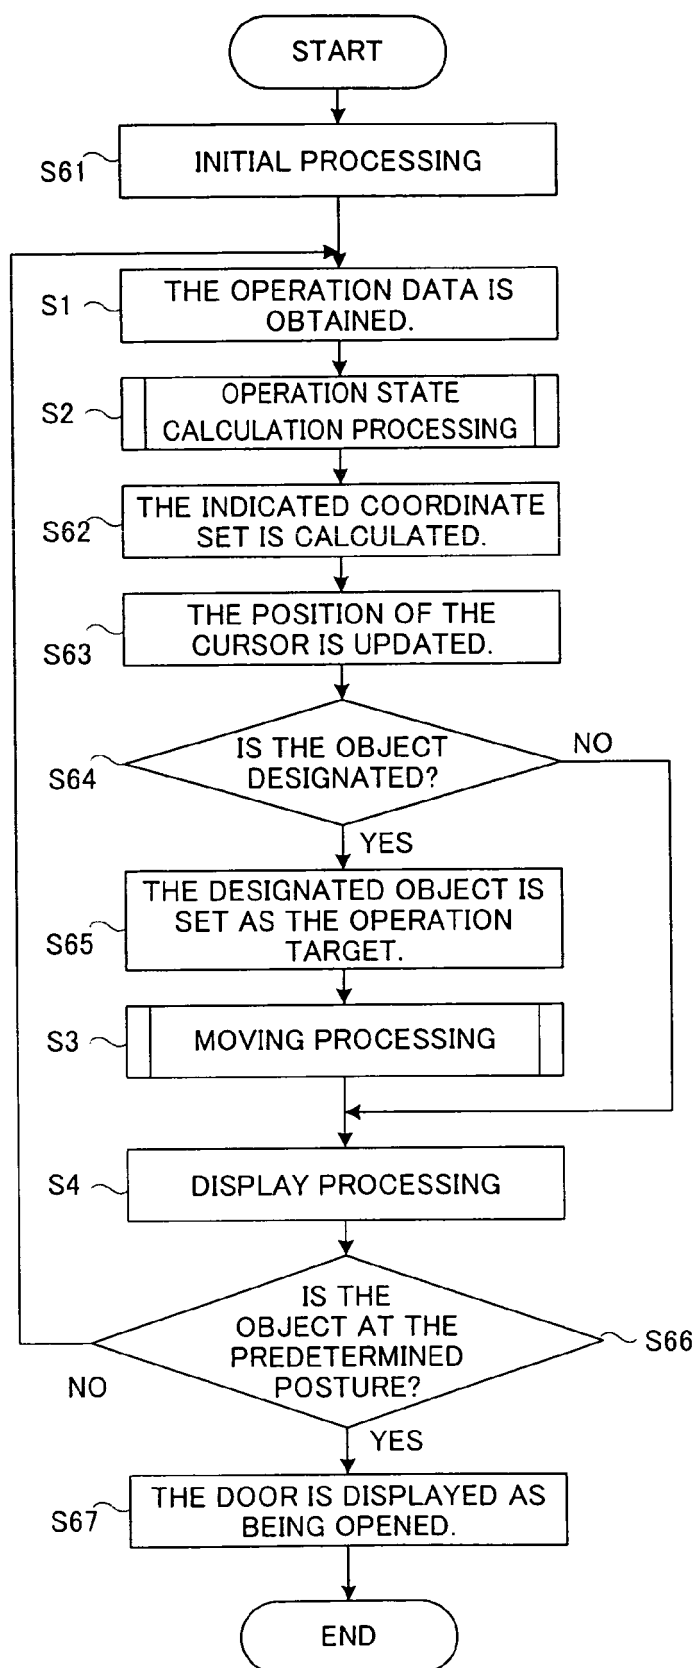 START
S61
INITIAL PROCESSING
S1
THE OPERATION DATA IS
OBTAINED.
S2
OPERATION STATE
CALCULATION PROCESSING
S62
THE INDICATED COORDINATE
SET IS CALCULATED.
S63
THE POSITION OF THE
CURSOR IS UPDATED.
S64
IS THE OBJECT
DESIGNATED?
NO
YES
S65
THE DESIGNATED OBJECT IS
SET AS THE OPERATION
TARGET.
S3
MOVING PROCESSING
S4
DISPLAY PROCESSING
IS THE
OBJECT AT THE
PREDETERMINED
POSTURE?
S66
NO
YES
S67
THE DOOR IS DISPLAYED AS
BEING OPENED.
END